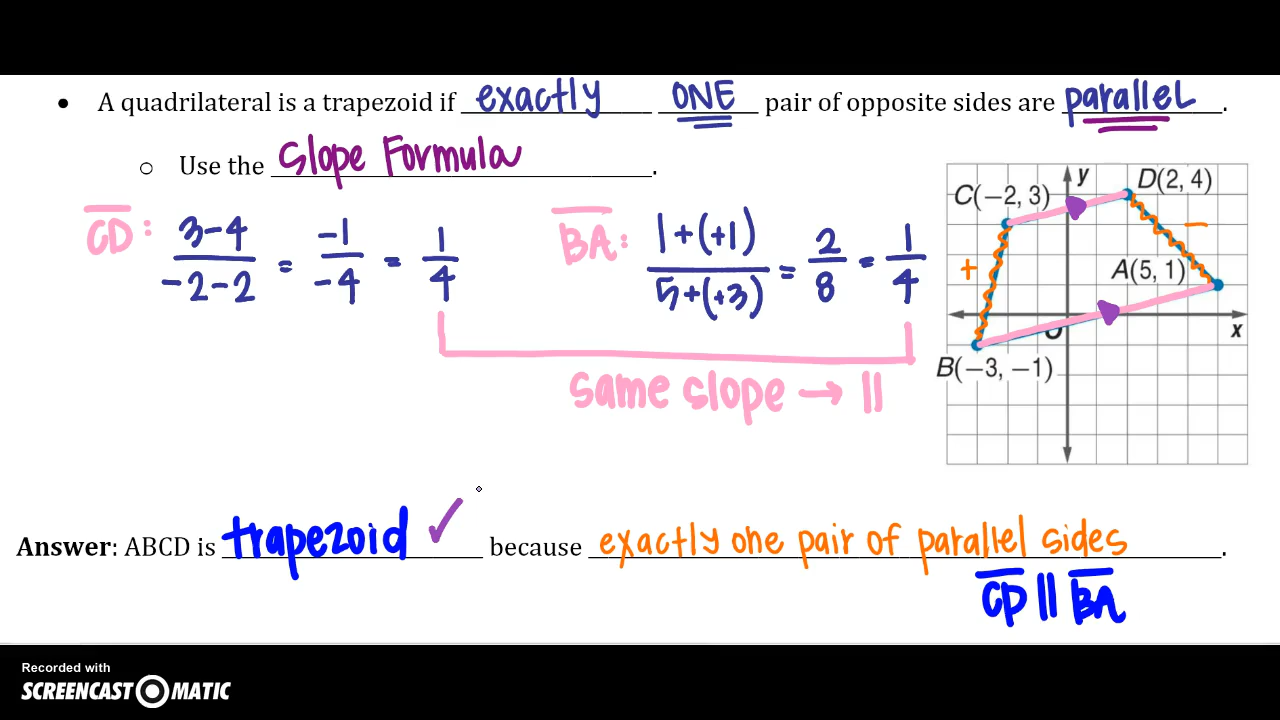 • A quadrilateral is a trapezoid if exactly ONE pair of opposite sides are parallel.
o Use the Slope Formula.
CD: 3-4/-2-2 = -1/-4 = 1/4
BA: 1+(+1)/5+(+3) = 2/8 = 1/4
same slope → ||
y
C(−2, 3)
D(2, 4)
+
−
A(5, 1)
O
x
B(−3, −1)
Answer: ABCD is trapezoid ✓ because exactly one pair of parallel sides.
CD || BA
Recorded with
SCREENCAST O MATIC